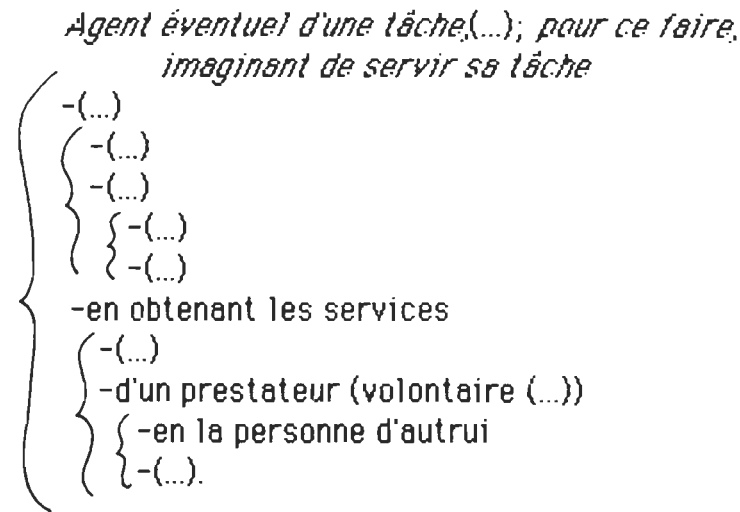 Agent éventuel d'une tâche,(...); pour ce faire,
imaginant de servir sa tâche
-(...)
-(...)
-(...)
-(...)
-(...)
-en obtenant les services
-(...)
-d'un prestateur (volontaire (...))
-en la personne d'autrui
-(...).